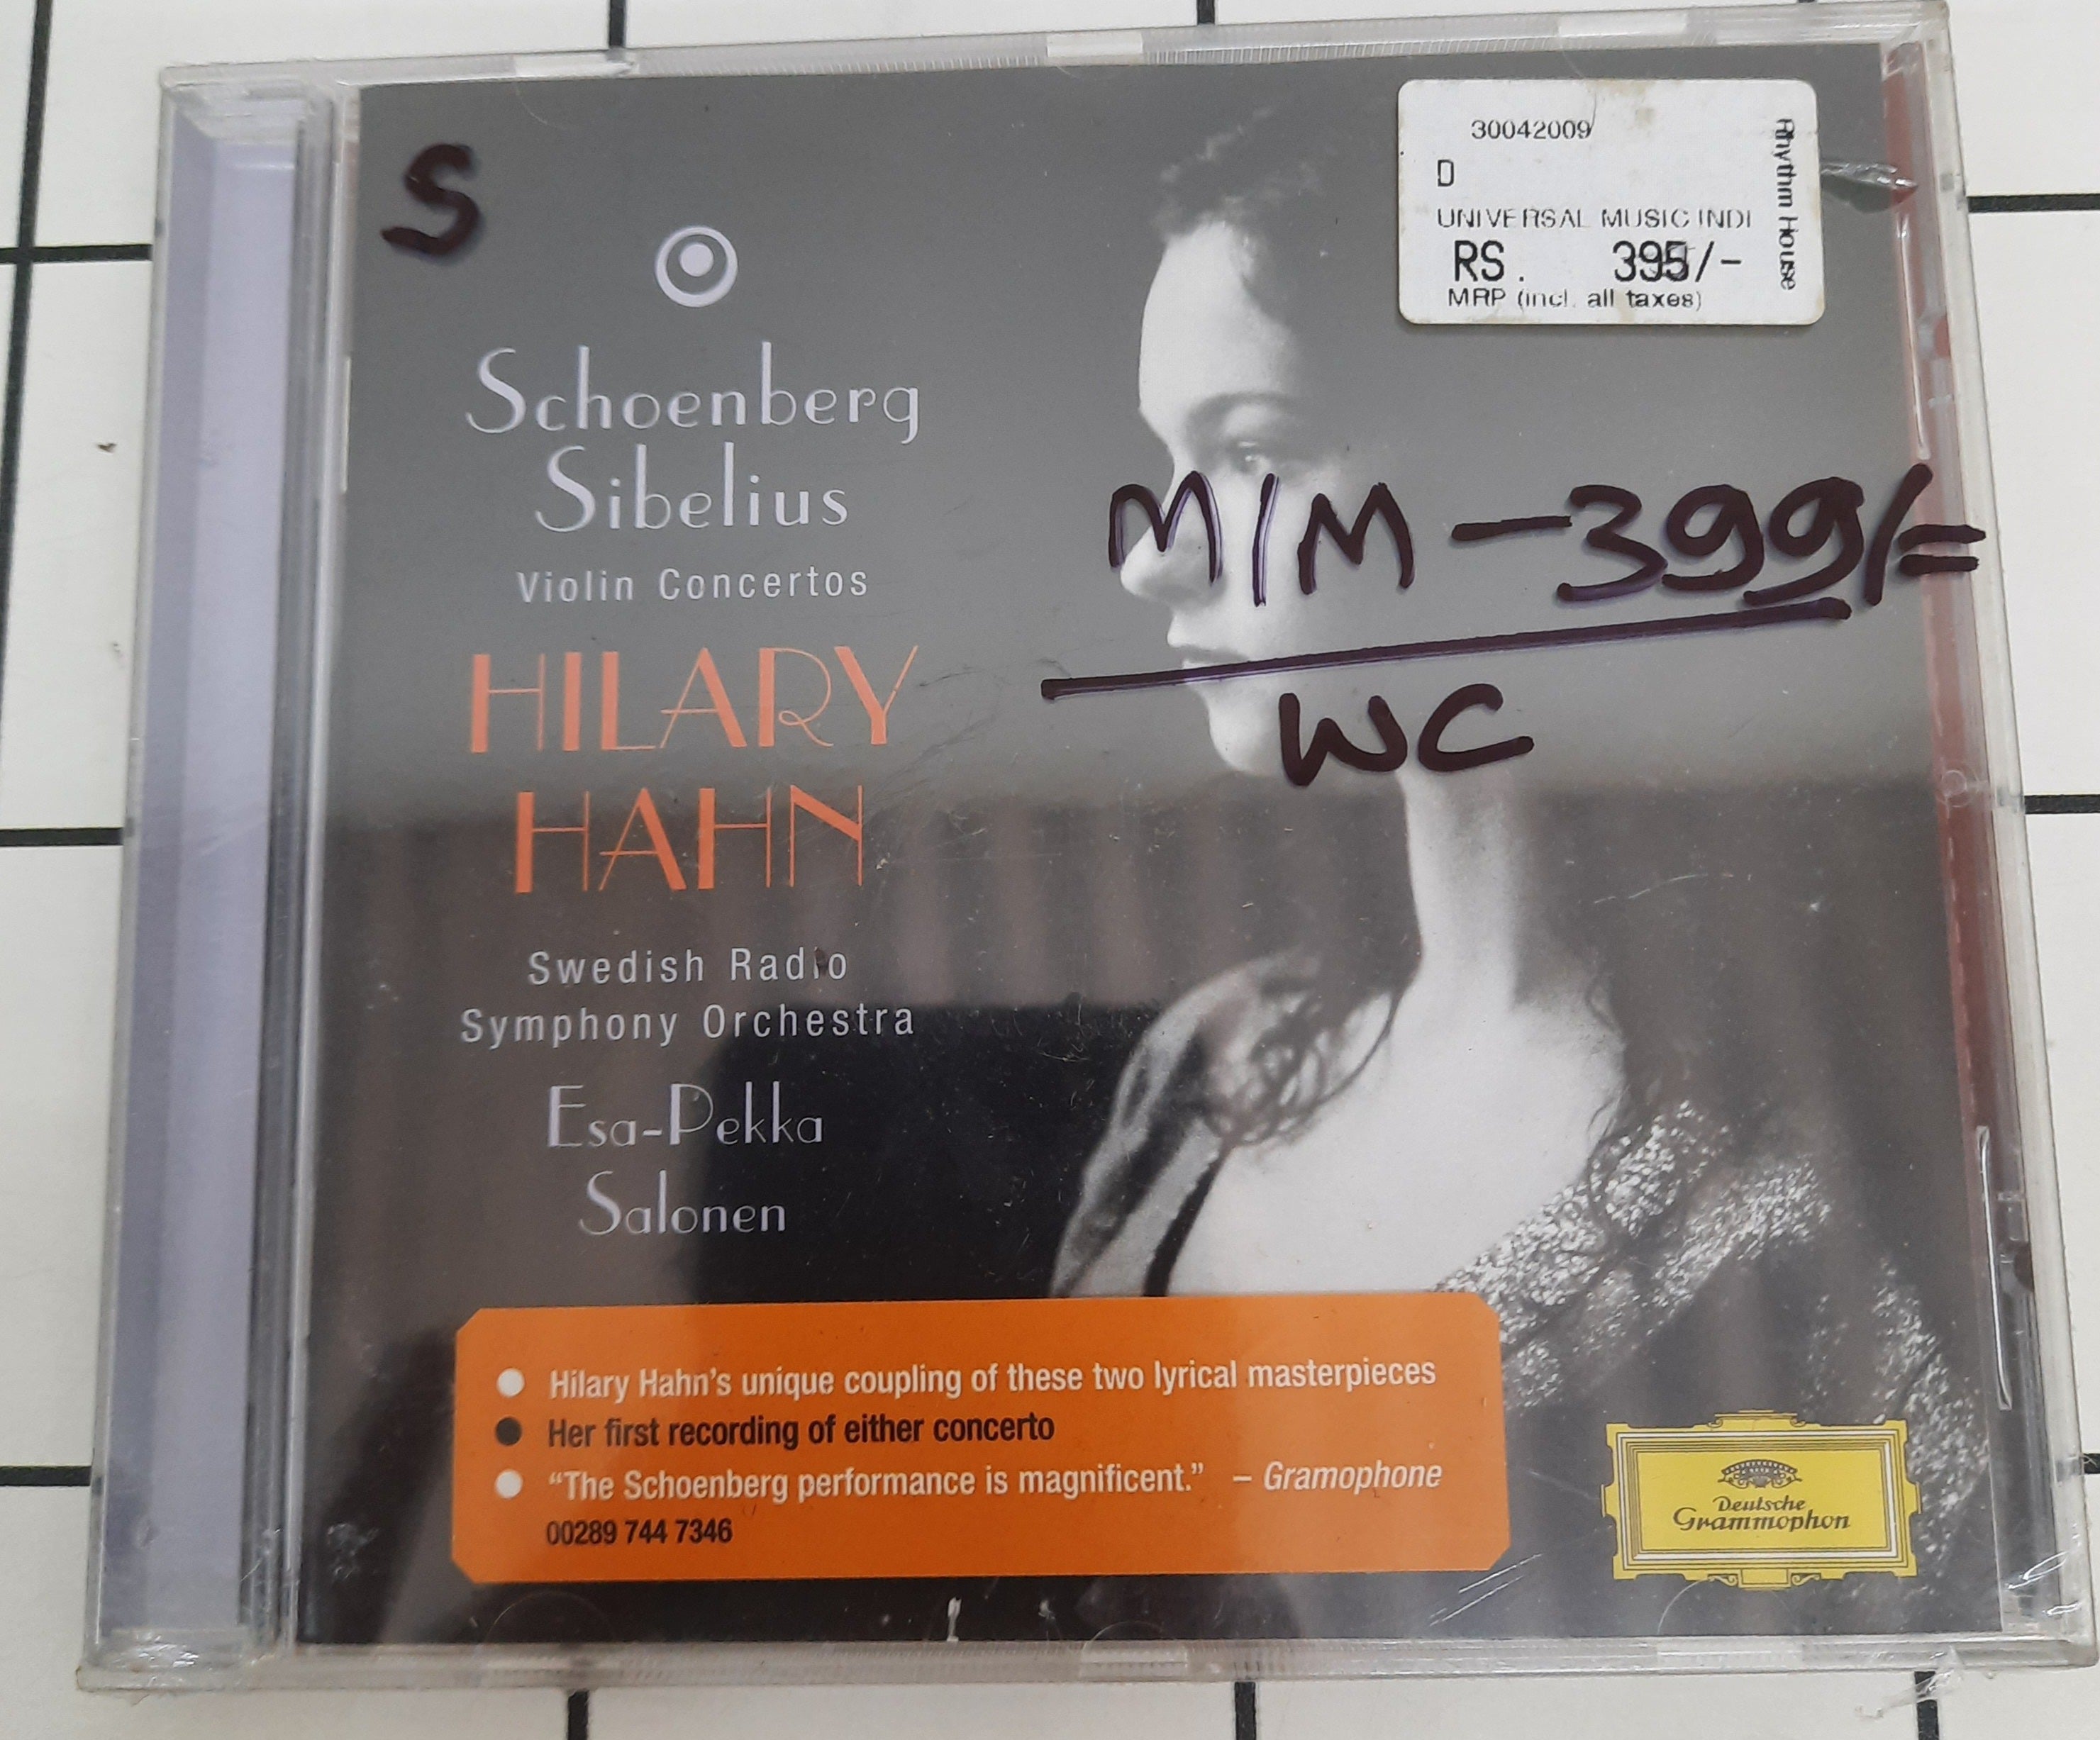 S
30042009
D
UNIVERSAL MUSIC INDI
RS. 395/-
MRP (incl. all taxes)
Rhythm House
Schoenberg
Sibelius
Violin Concertos
M/M - 399/=
WC
HILARY
HAHN
Swedish Radio
Symphony Orchestra
Esa-Pekka
Salonen
Hilary Hahn's unique coupling of these two lyrical masterpieces
Her first recording of either concerto
"The Schoenberg performance is magnificent." – Gramophone
00289 744 7346
Deutsche
Grammophon